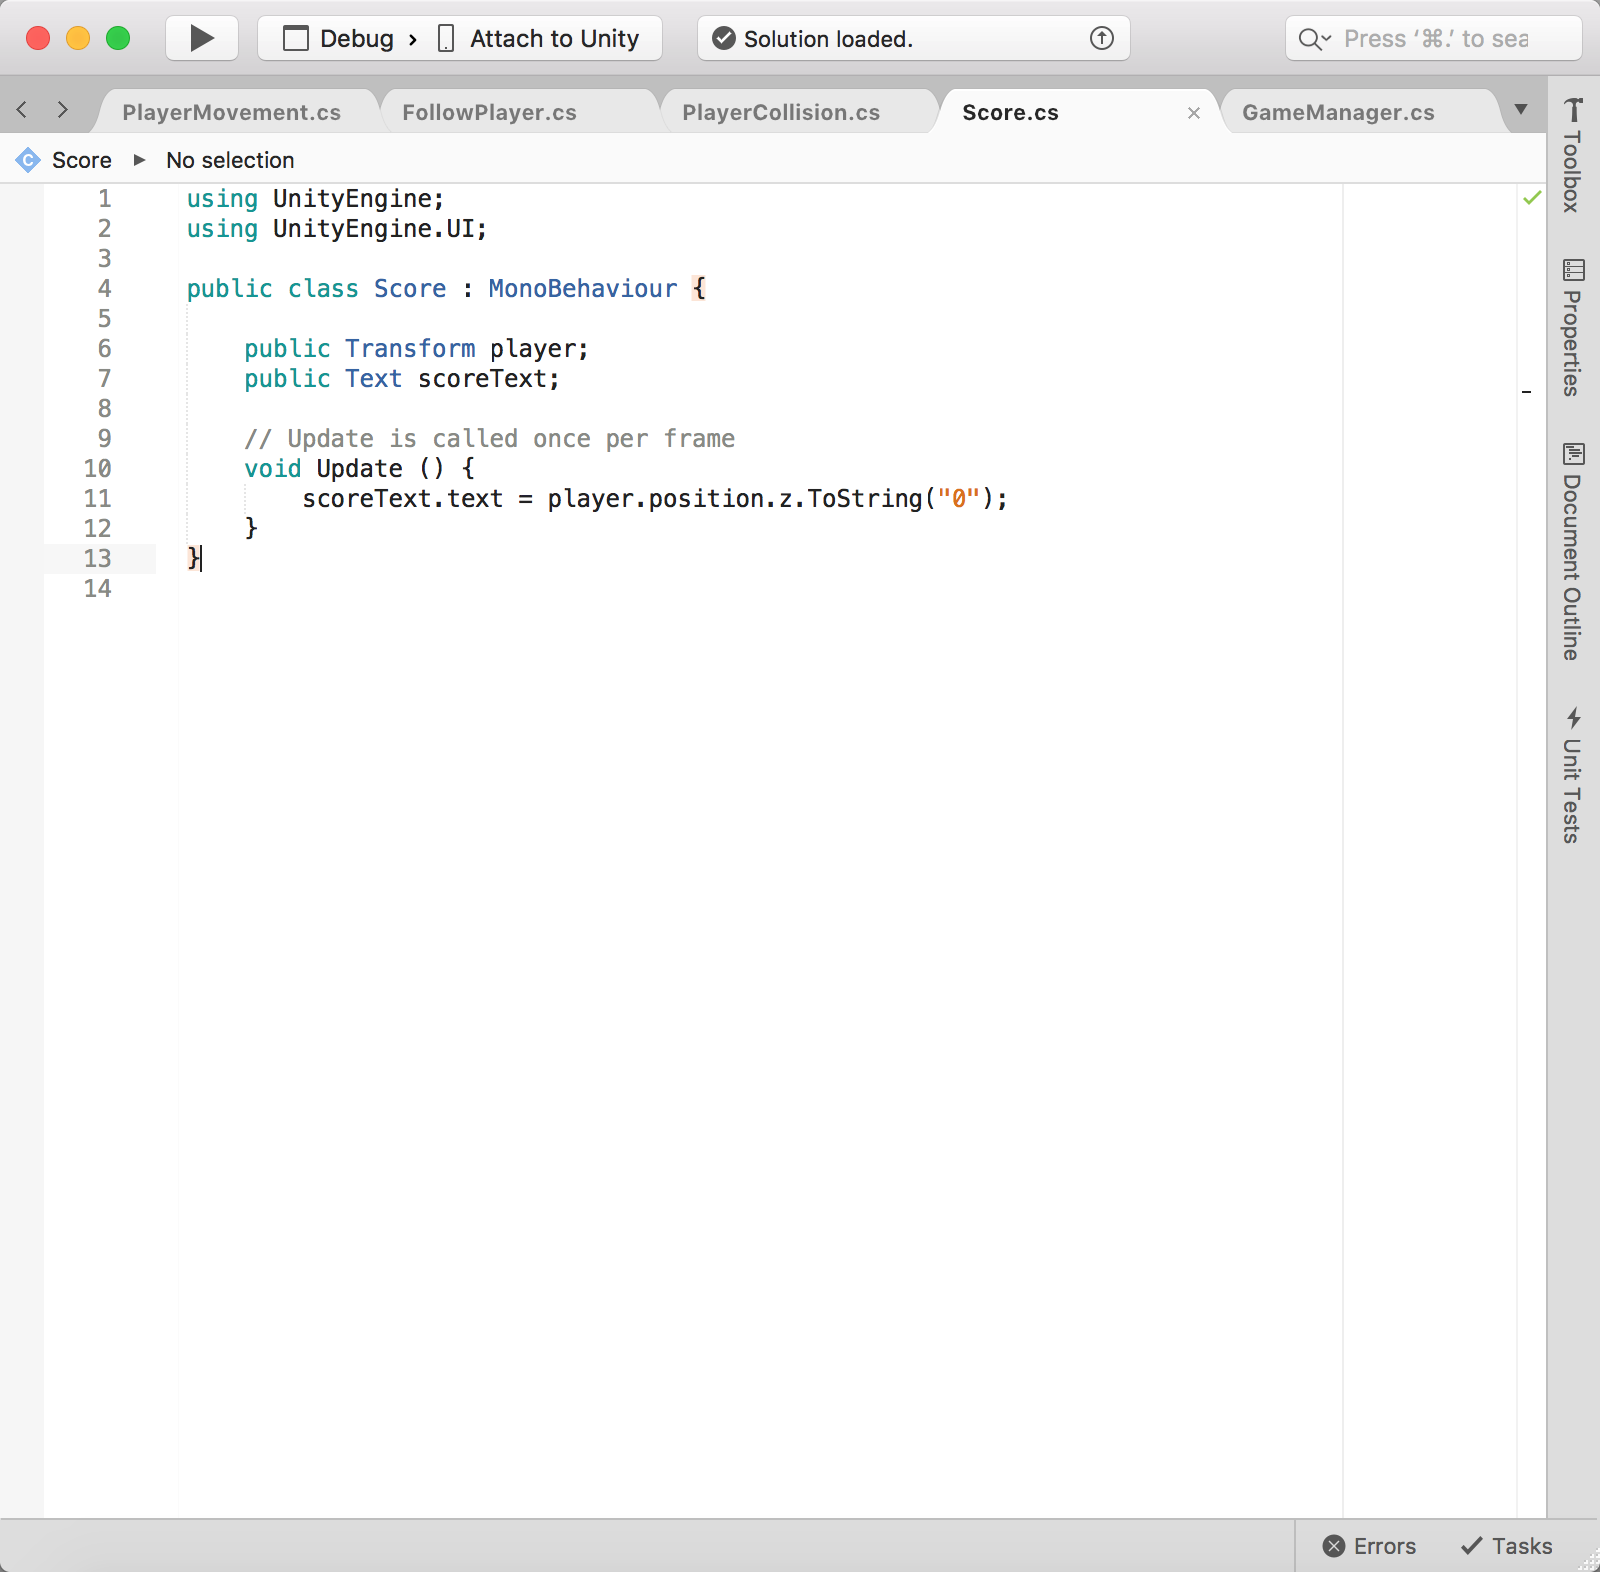 Debug › Attach to Unity
Solution loaded.
Press ‘⌘.’ to sea
PlayerMovement.cs
FollowPlayer.cs
PlayerCollision.cs
Score.cs
GameManager.cs
Score ▸ No selection
1 using UnityEngine;
2 using UnityEngine.UI;
3
4 public class Score : MonoBehaviour {
5
6     public Transform player;
7     public Text scoreText;
8
9     // Update is called once per frame
10     void Update () {
11         scoreText.text = player.position.z.ToString("0");
12     }
13 }
14
Toolbox
Properties
Document Outline
Unit Tests
Errors
Tasks